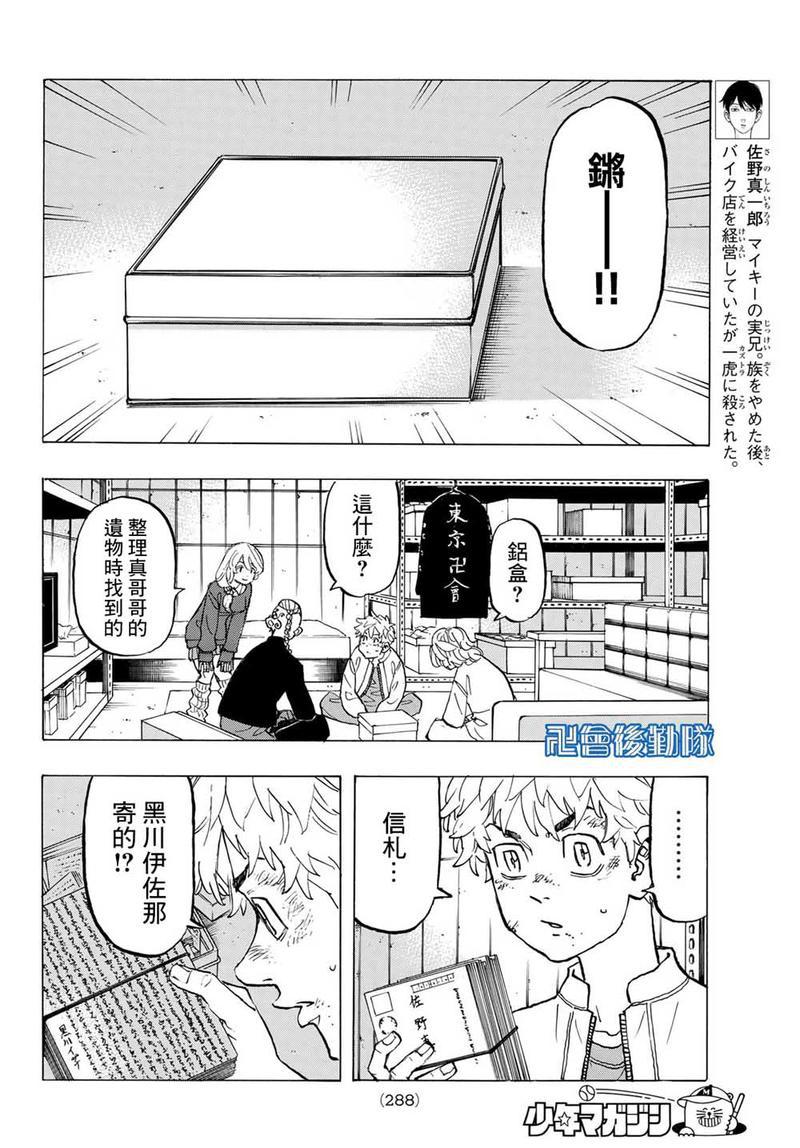 鏘——!!
佐野真一郎 マイキーの実兄。族をやめた後、
バイク店を経営していたが一虎に殺された。
鋁盒?
東京卍會
這什麼?
整理真哥哥的
遺物時找到的
卍會後勤隊
………
信札…
佐野真
黑川伊佐那
寄的!?
黒川イザナ
(288)
少年マガジン